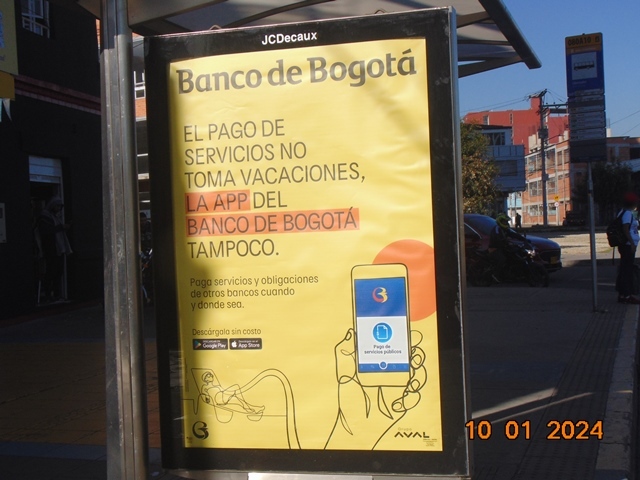 JCDecaux
Banco de Bogotá
EL PAGO DE
SERVICIOS NO
TOMA VACACIONES,
LA APP DEL
BANCO DE BOGOTÁ
TAMPOCO.
Paga servicios y obligaciones
de otros bancos cuando
y donde sea.
Descárgala sin costo
Google Play
App Store
Pago de
servicios públicos
AVAL
10 01 2024